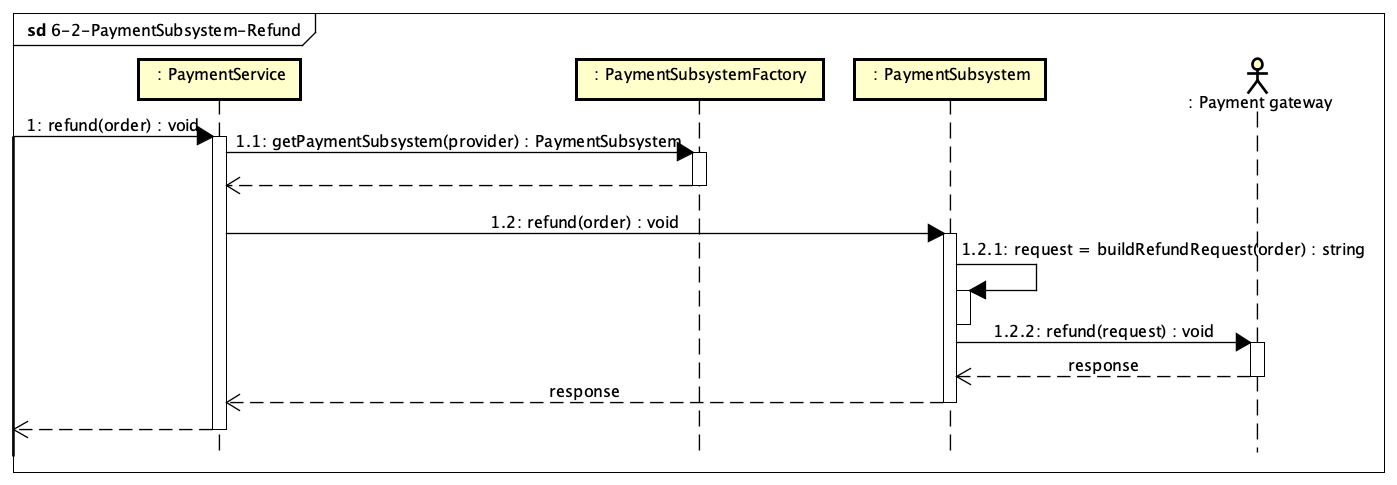 sd 6-2-PaymentSubsystem-Refund
: PaymentService
: PaymentSubsystemFactory
: PaymentSubsystem
: Payment gateway
1: refund(order) : void
1.1: getPaymentSubsystem(provider) : PaymentSubsystem
1.2: refund(order) : void
1.2.1: request = buildRefundRequest(order) : string
1.2.2: refund(request) : void
response
response